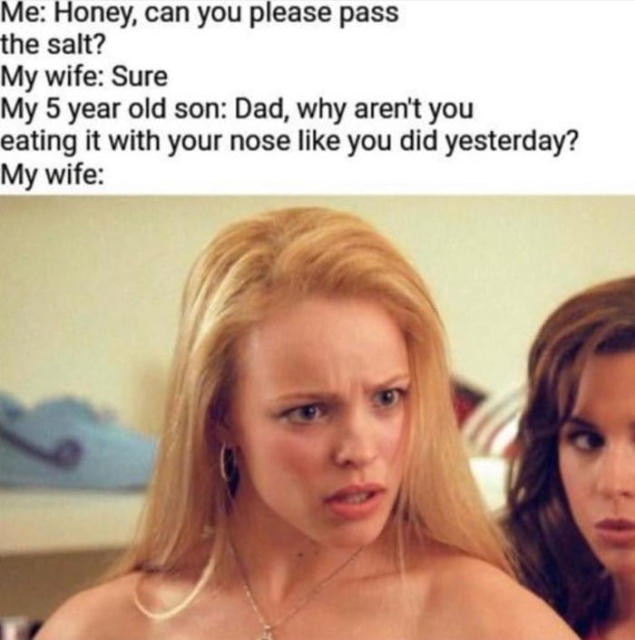 Me: Honey, can you please pass
the salt?
My wife: Sure
My 5 year old son: Dad, why aren't you
eating it with your nose like you did yesterday?
My wife: